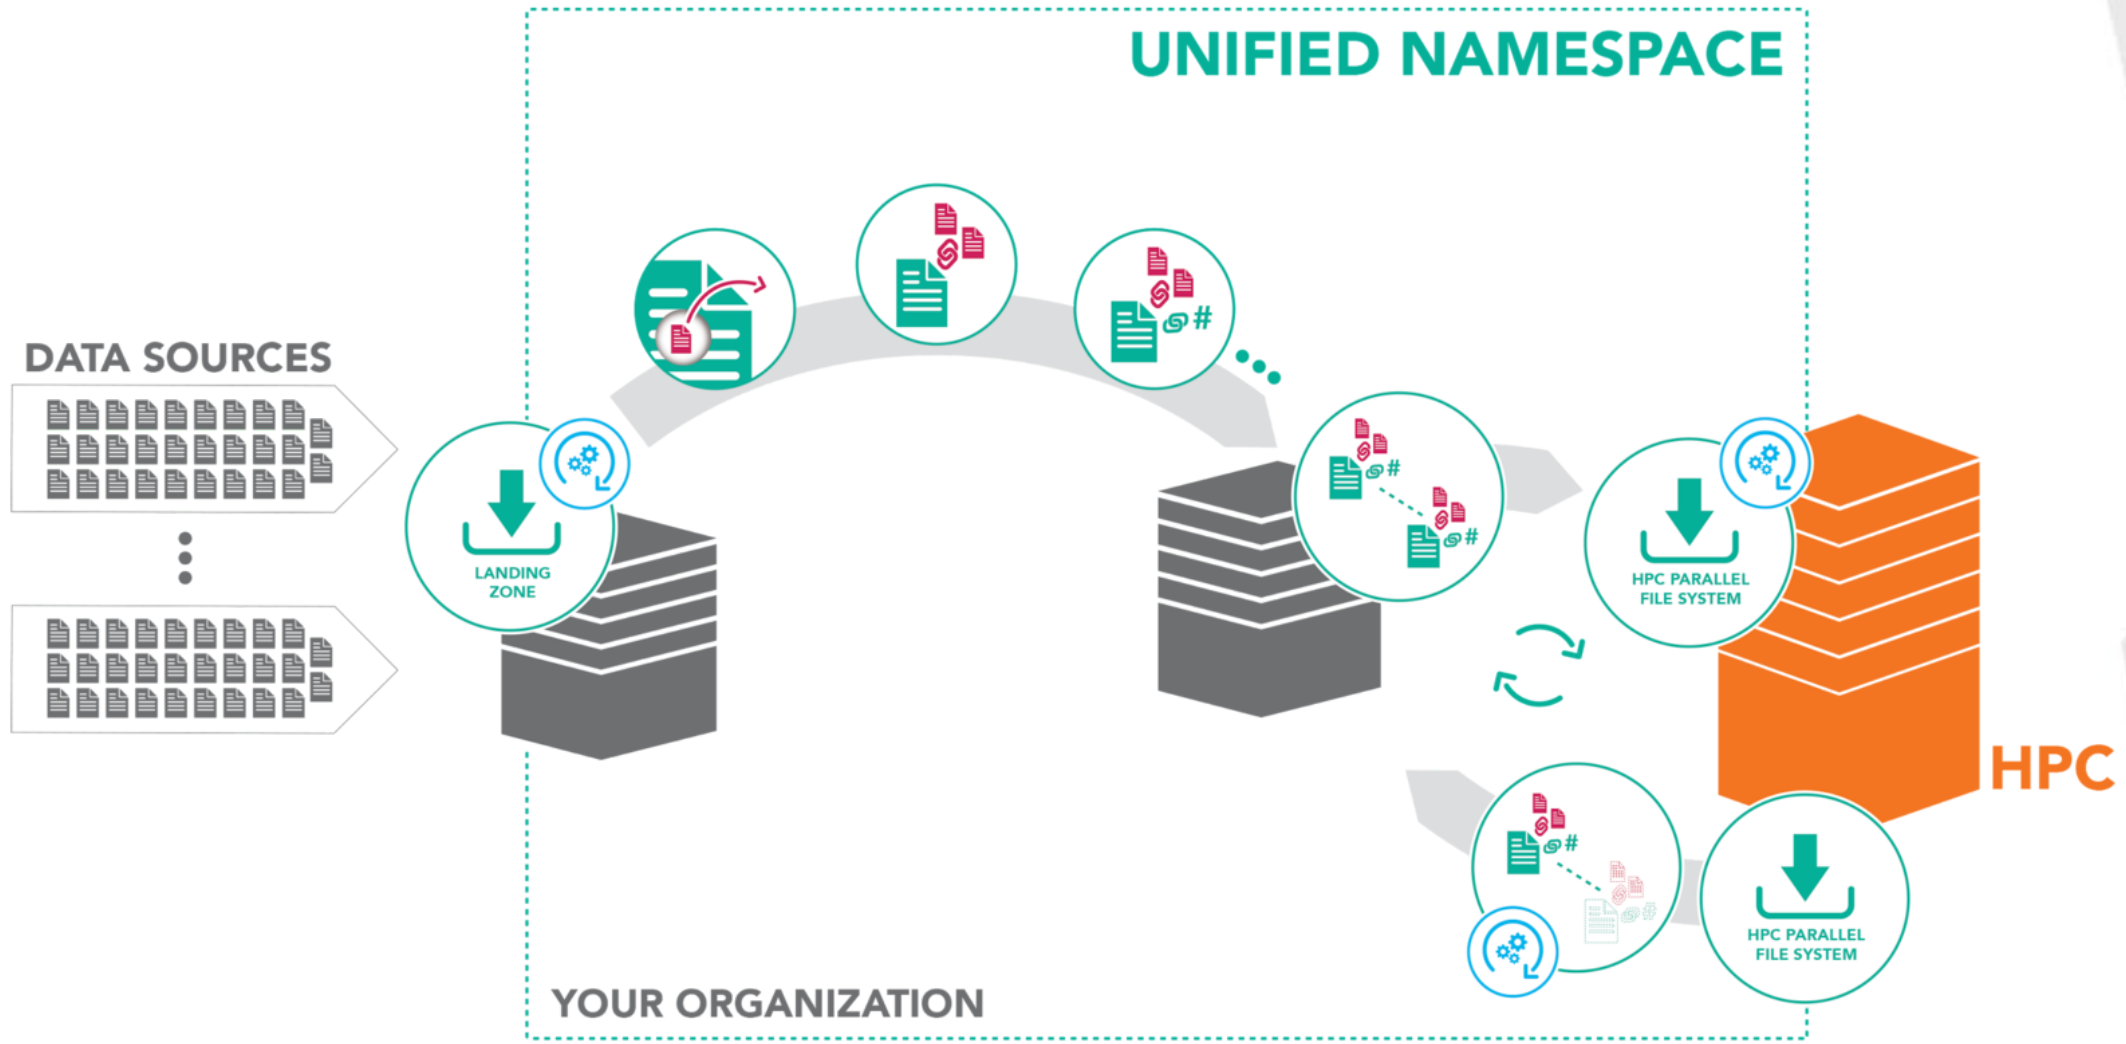 UNIFIED NAMESPACE
DATA SOURCES
LANDING
ZONE
#
#
#
HPC PARALLEL
FILE SYSTEM
HPC
#
#
HPC PARALLEL
FILE SYSTEM
YOUR ORGANIZATION